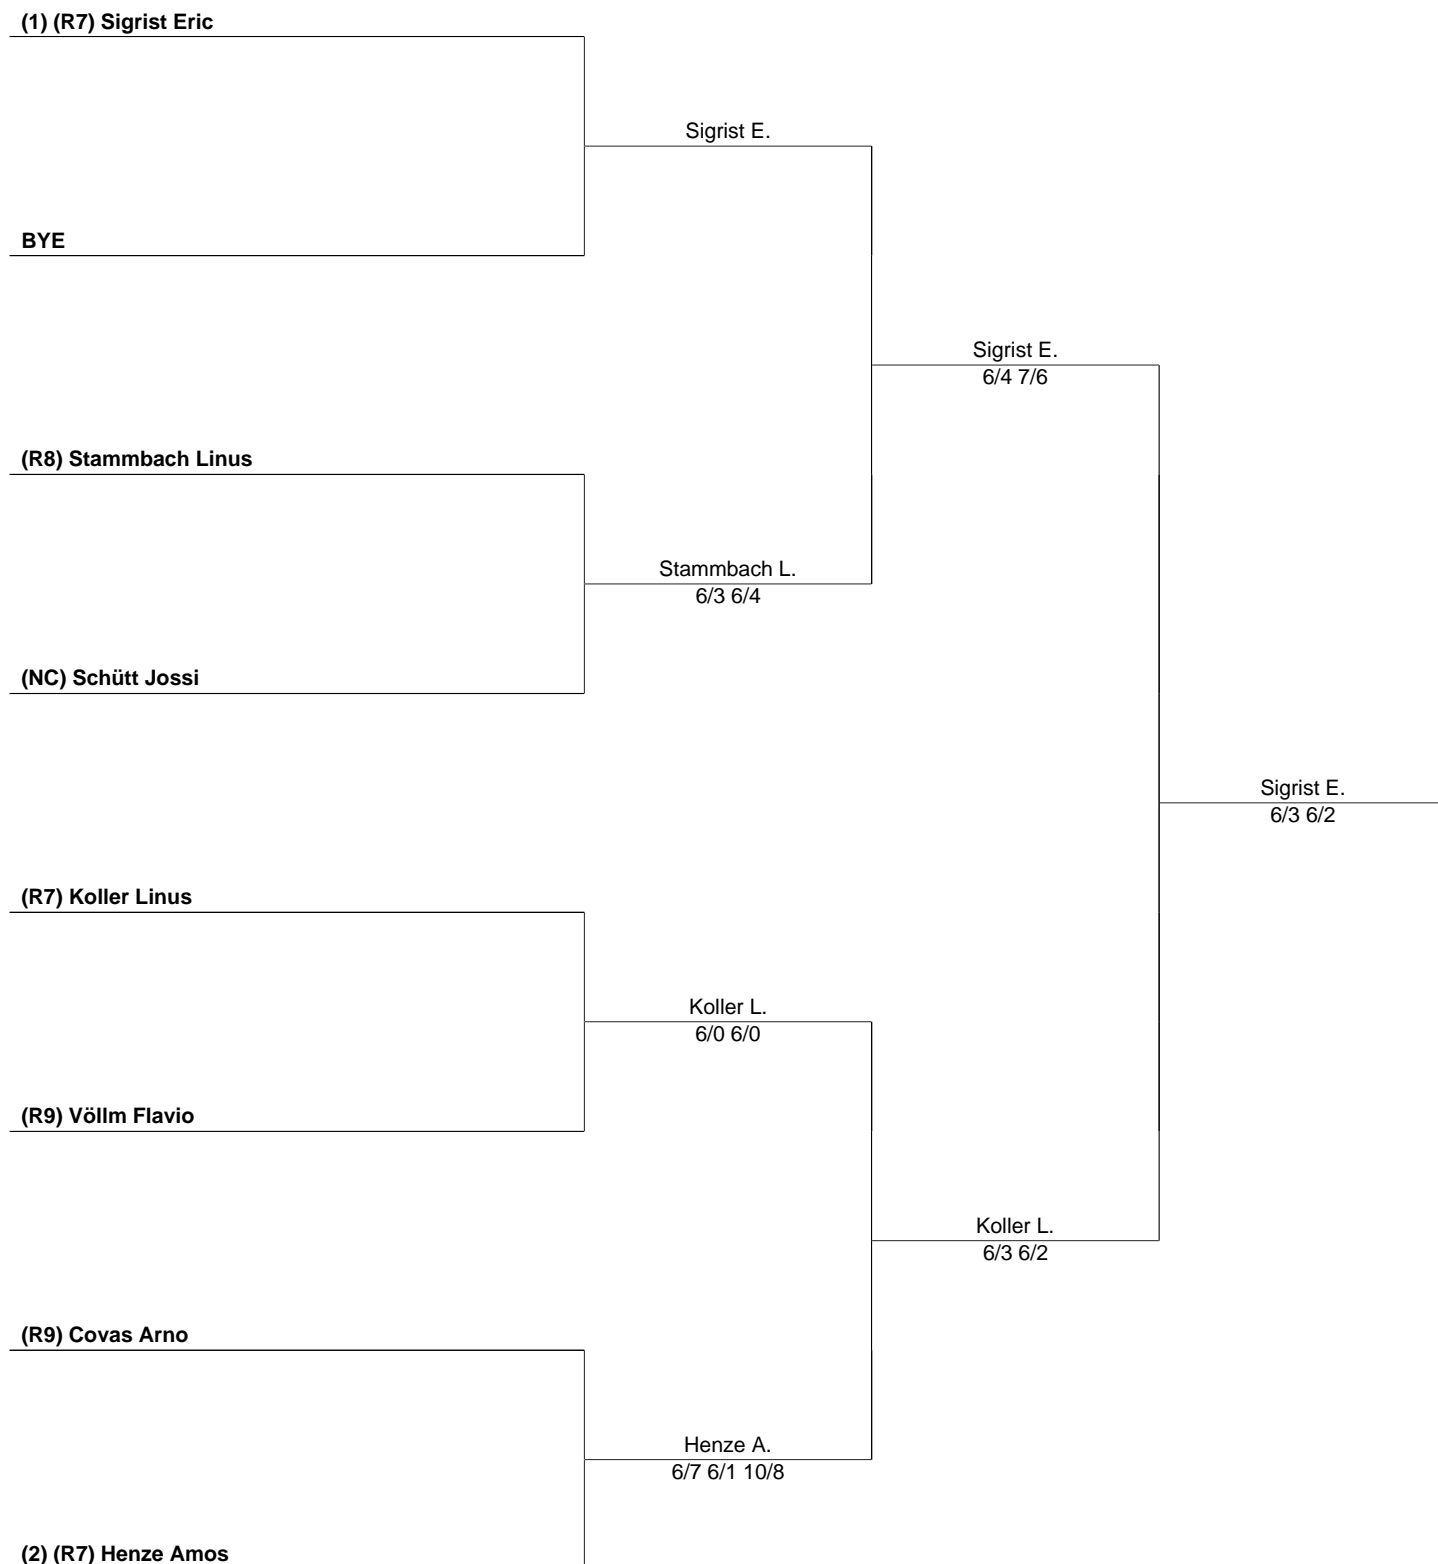 (1) (R7) Sigrist Eric
Sigrist E.
BYE
Sigrist E.
6/4 7/6
(R8) Stammbach Linus
Stammbach L.
6/3 6/4
(NC) Schütt Jossi
Sigrist E.
6/3 6/2
(R7) Koller Linus
Koller L.
6/0 6/0
(R9) Völlm Flavio
Koller L.
6/3 6/2
(R9) Covas Arno
Henze A.
6/7 6/1 10/8
(2) (R7) Henze Amos